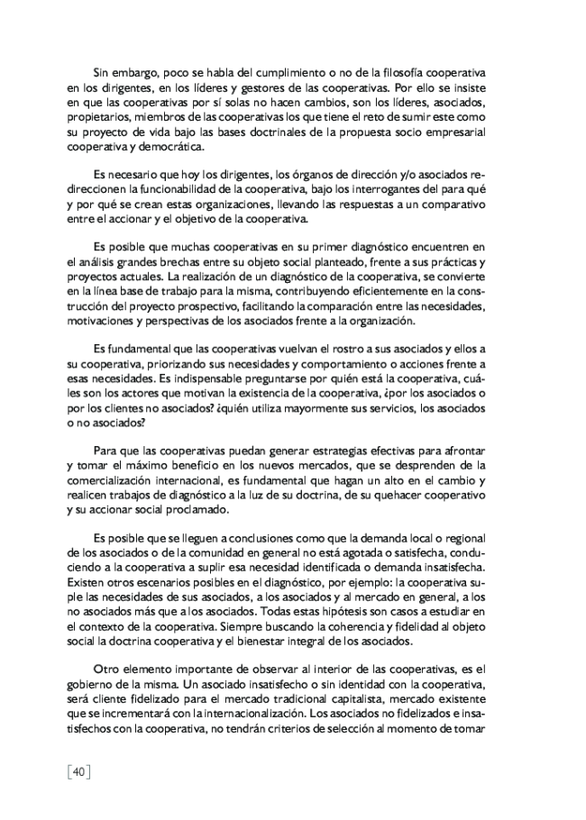 Sin embargo, poco se habla del cumplimiento o no de la filosofía cooperativa
en los dirigentes, en los líderes y gestores de las cooperativas. Por ello se insiste
en que las cooperativas por sí solas no hacen cambios, son los líderes, asociados,
propietarios, miembros de las cooperativas los que tiene el reto de sumir este como
su proyecto de vida bajo las bases doctrinales de la propuesta socio empresarial
cooperativa y democrática.
Es necesario que hoy los dirigentes, los órganos de dirección y/o asociados re-
direccionen la funcionabilidad de la cooperativa, bajo los interrogantes del para qué
y por qué se crean estas organizaciones, llevando las respuestas a un comparativo
entre el accionar y el objetivo de la cooperativa.
Es posible que muchas cooperativas en su primer diagnóstico encuentren en
el análisis grandes brechas entre su objeto social planteado, frente a sus prácticas y
proyectos actuales. La realización de un diagnóstico de la cooperativa, se convierte
en la línea base de trabajo para la misma, contribuyendo eficientemente en la cons-
trucción del proyecto prospectivo, facilitando la comparación entre las necesidades,
motivaciones y perspectivas de los asociados frente a la organización.
Es fundamental que las cooperativas vuelvan el rostro a sus asociados y ellos a
su cooperativa, priorizando sus necesidades y comportamiento o acciones frente a
esas necesidades. Es indispensable preguntarse por quién está la cooperativa, cuá-
les son los actores que motivan la existencia de la cooperativa, ¿por los asociados o
por los clientes no asociados? ¿quién utiliza mayormente sus servicios, los asociados
o no asociados?
Para que las cooperativas puedan generar estrategias efectivas para afrontar
y tomar el máximo beneficio en los nuevos mercados, que se desprenden de la
comercialización internacional, es fundamental que hagan un alto en el cambio y
realicen trabajos de diagnóstico a la luz de su doctrina, de su quehacer cooperativo
y su accionar social proclamado.
Es posible que se lleguen a conclusiones como que la demanda local o regional
de los asociados o de la comunidad en general no está agotada o satisfecha, condu-
ciendo a la cooperativa a suplir esa necesidad identificada o demanda insatisfecha.
Existen otros escenarios posibles en el diagnóstico, por ejemplo: la cooperativa su-
ple las necesidades de sus asociados, a los asociados y al mercado en general, a los
no asociados más que a los asociados. Todas estas hipótesis son casos a estudiar en
el contexto de la cooperativa. Siempre buscando la coherencia y fidelidad al objeto
social la doctrina cooperativa y el bienestar integral de los asociados.
Otro elemento importante de observar al interior de las cooperativas, es el
gobierno de la misma. Un asociado insatisfecho o sin identidad con la cooperativa,
será cliente fidelizado para el mercado tradicional capitalista, mercado existente
que se incrementará con la internacionalización. Los asociados no fidelizados e insa-
tisfechos con la cooperativa, no tendrán criterios de selección al momento de tomar
[40]